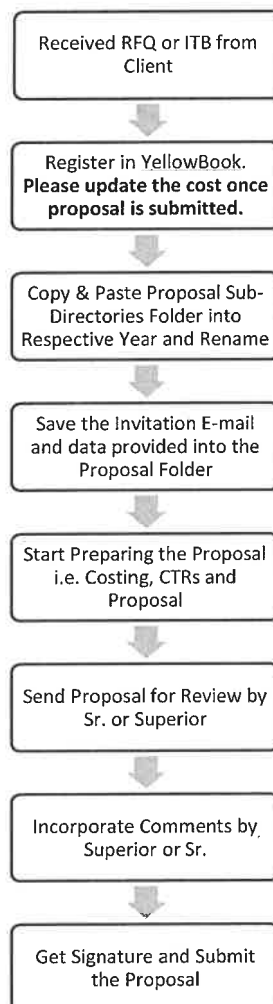 Received RFQ or ITB from
Client
Register in YellowBook.
Please update the cost once
proposal is submitted.
Copy & Paste Proposal Sub-
Directories Folder into
Respective Year and Rename
Save the Invitation E-mail
and data provided into the
Proposal Folder
Start Preparing the Proposal
i.e. Costing, CTRs and
Proposal
Send Proposal for Review by
Sr. or Superior
Incorporate Comments by
Superior or Sr.
Get Signature and Submit
the Proposal